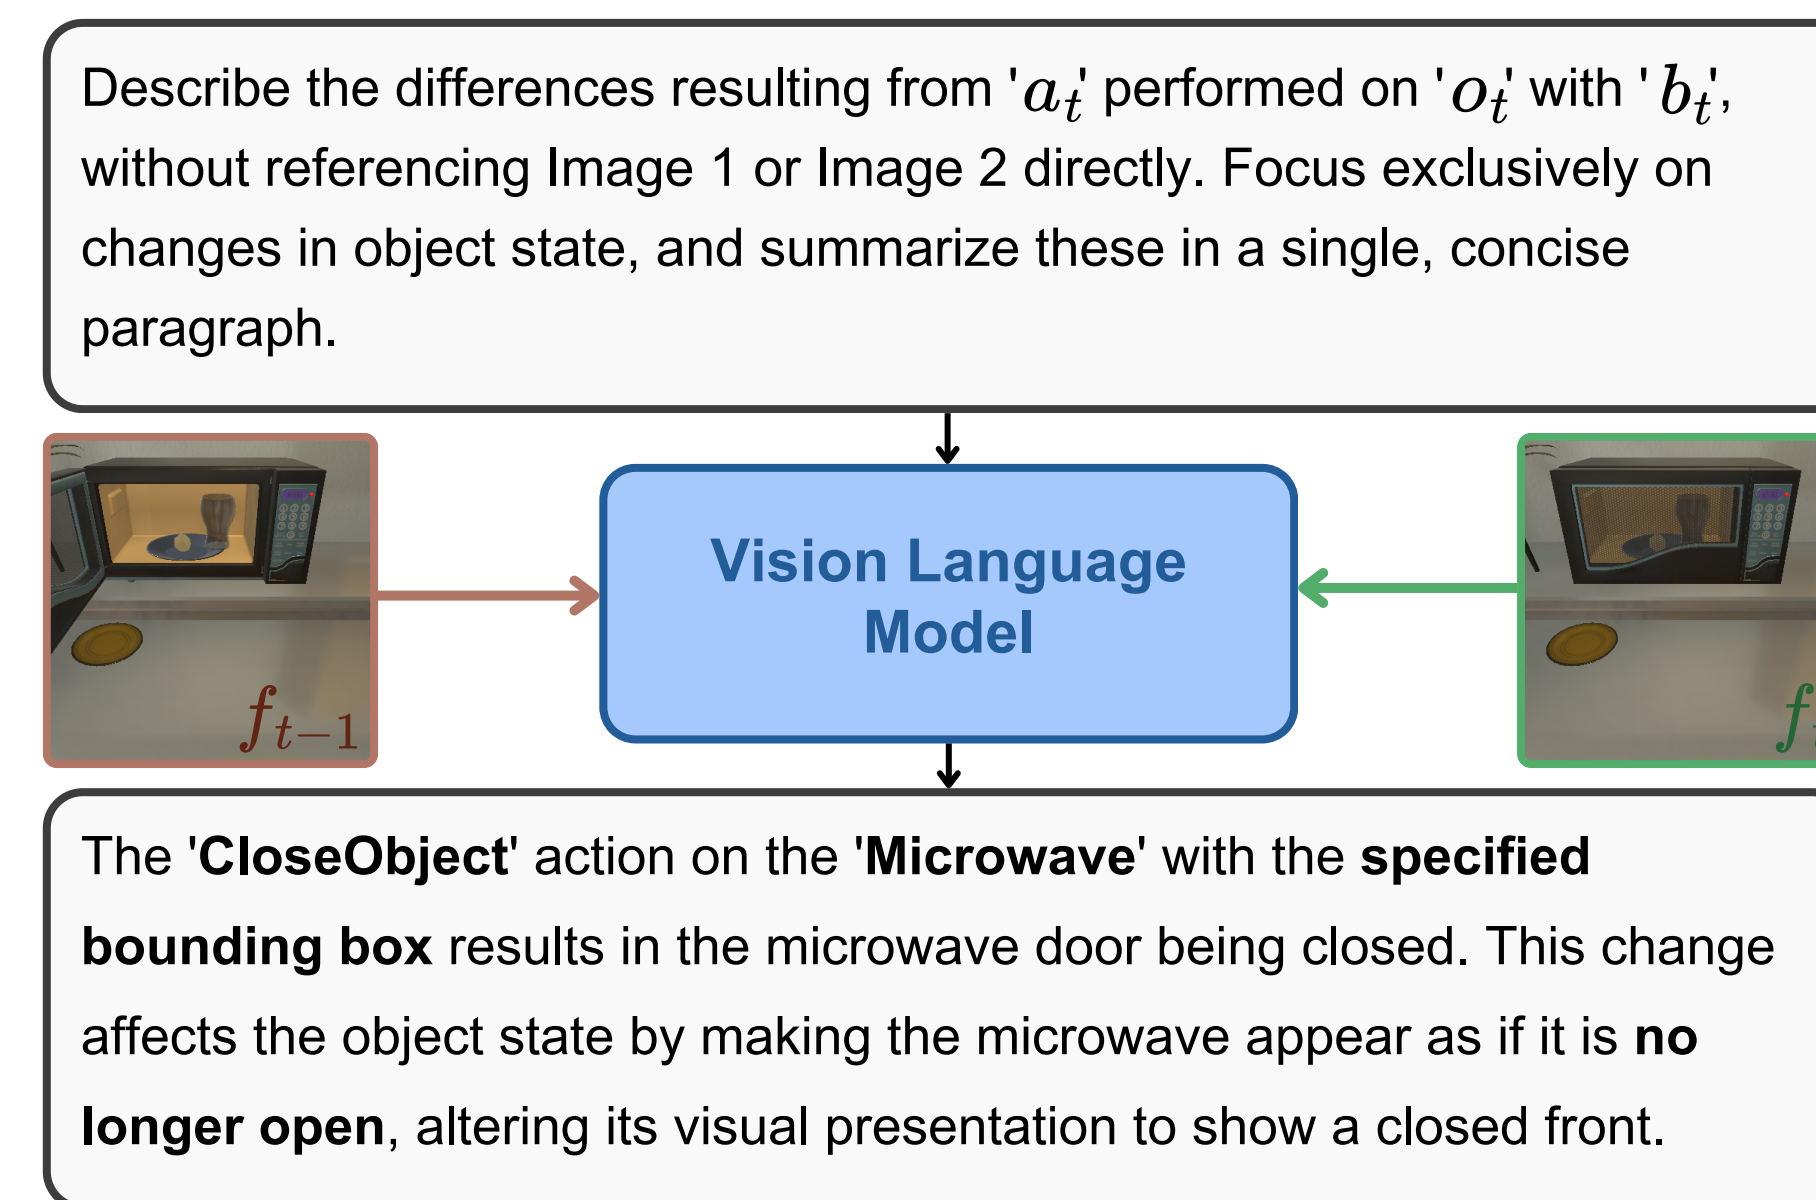 Describe the differences resulting from 'a_t' performed on 'o_t' with 'b_t',
without referencing Image 1 or Image 2 directly. Focus exclusively on
changes in object state, and summarize these in a single, concise
paragraph.
Vision Language
Model
f_{t-1}
f
The 'CloseObject' action on the 'Microwave' with the specified
bounding box results in the microwave door being closed. This change
affects the object state by making the microwave appear as if it is no
longer open, altering its visual presentation to show a closed front.